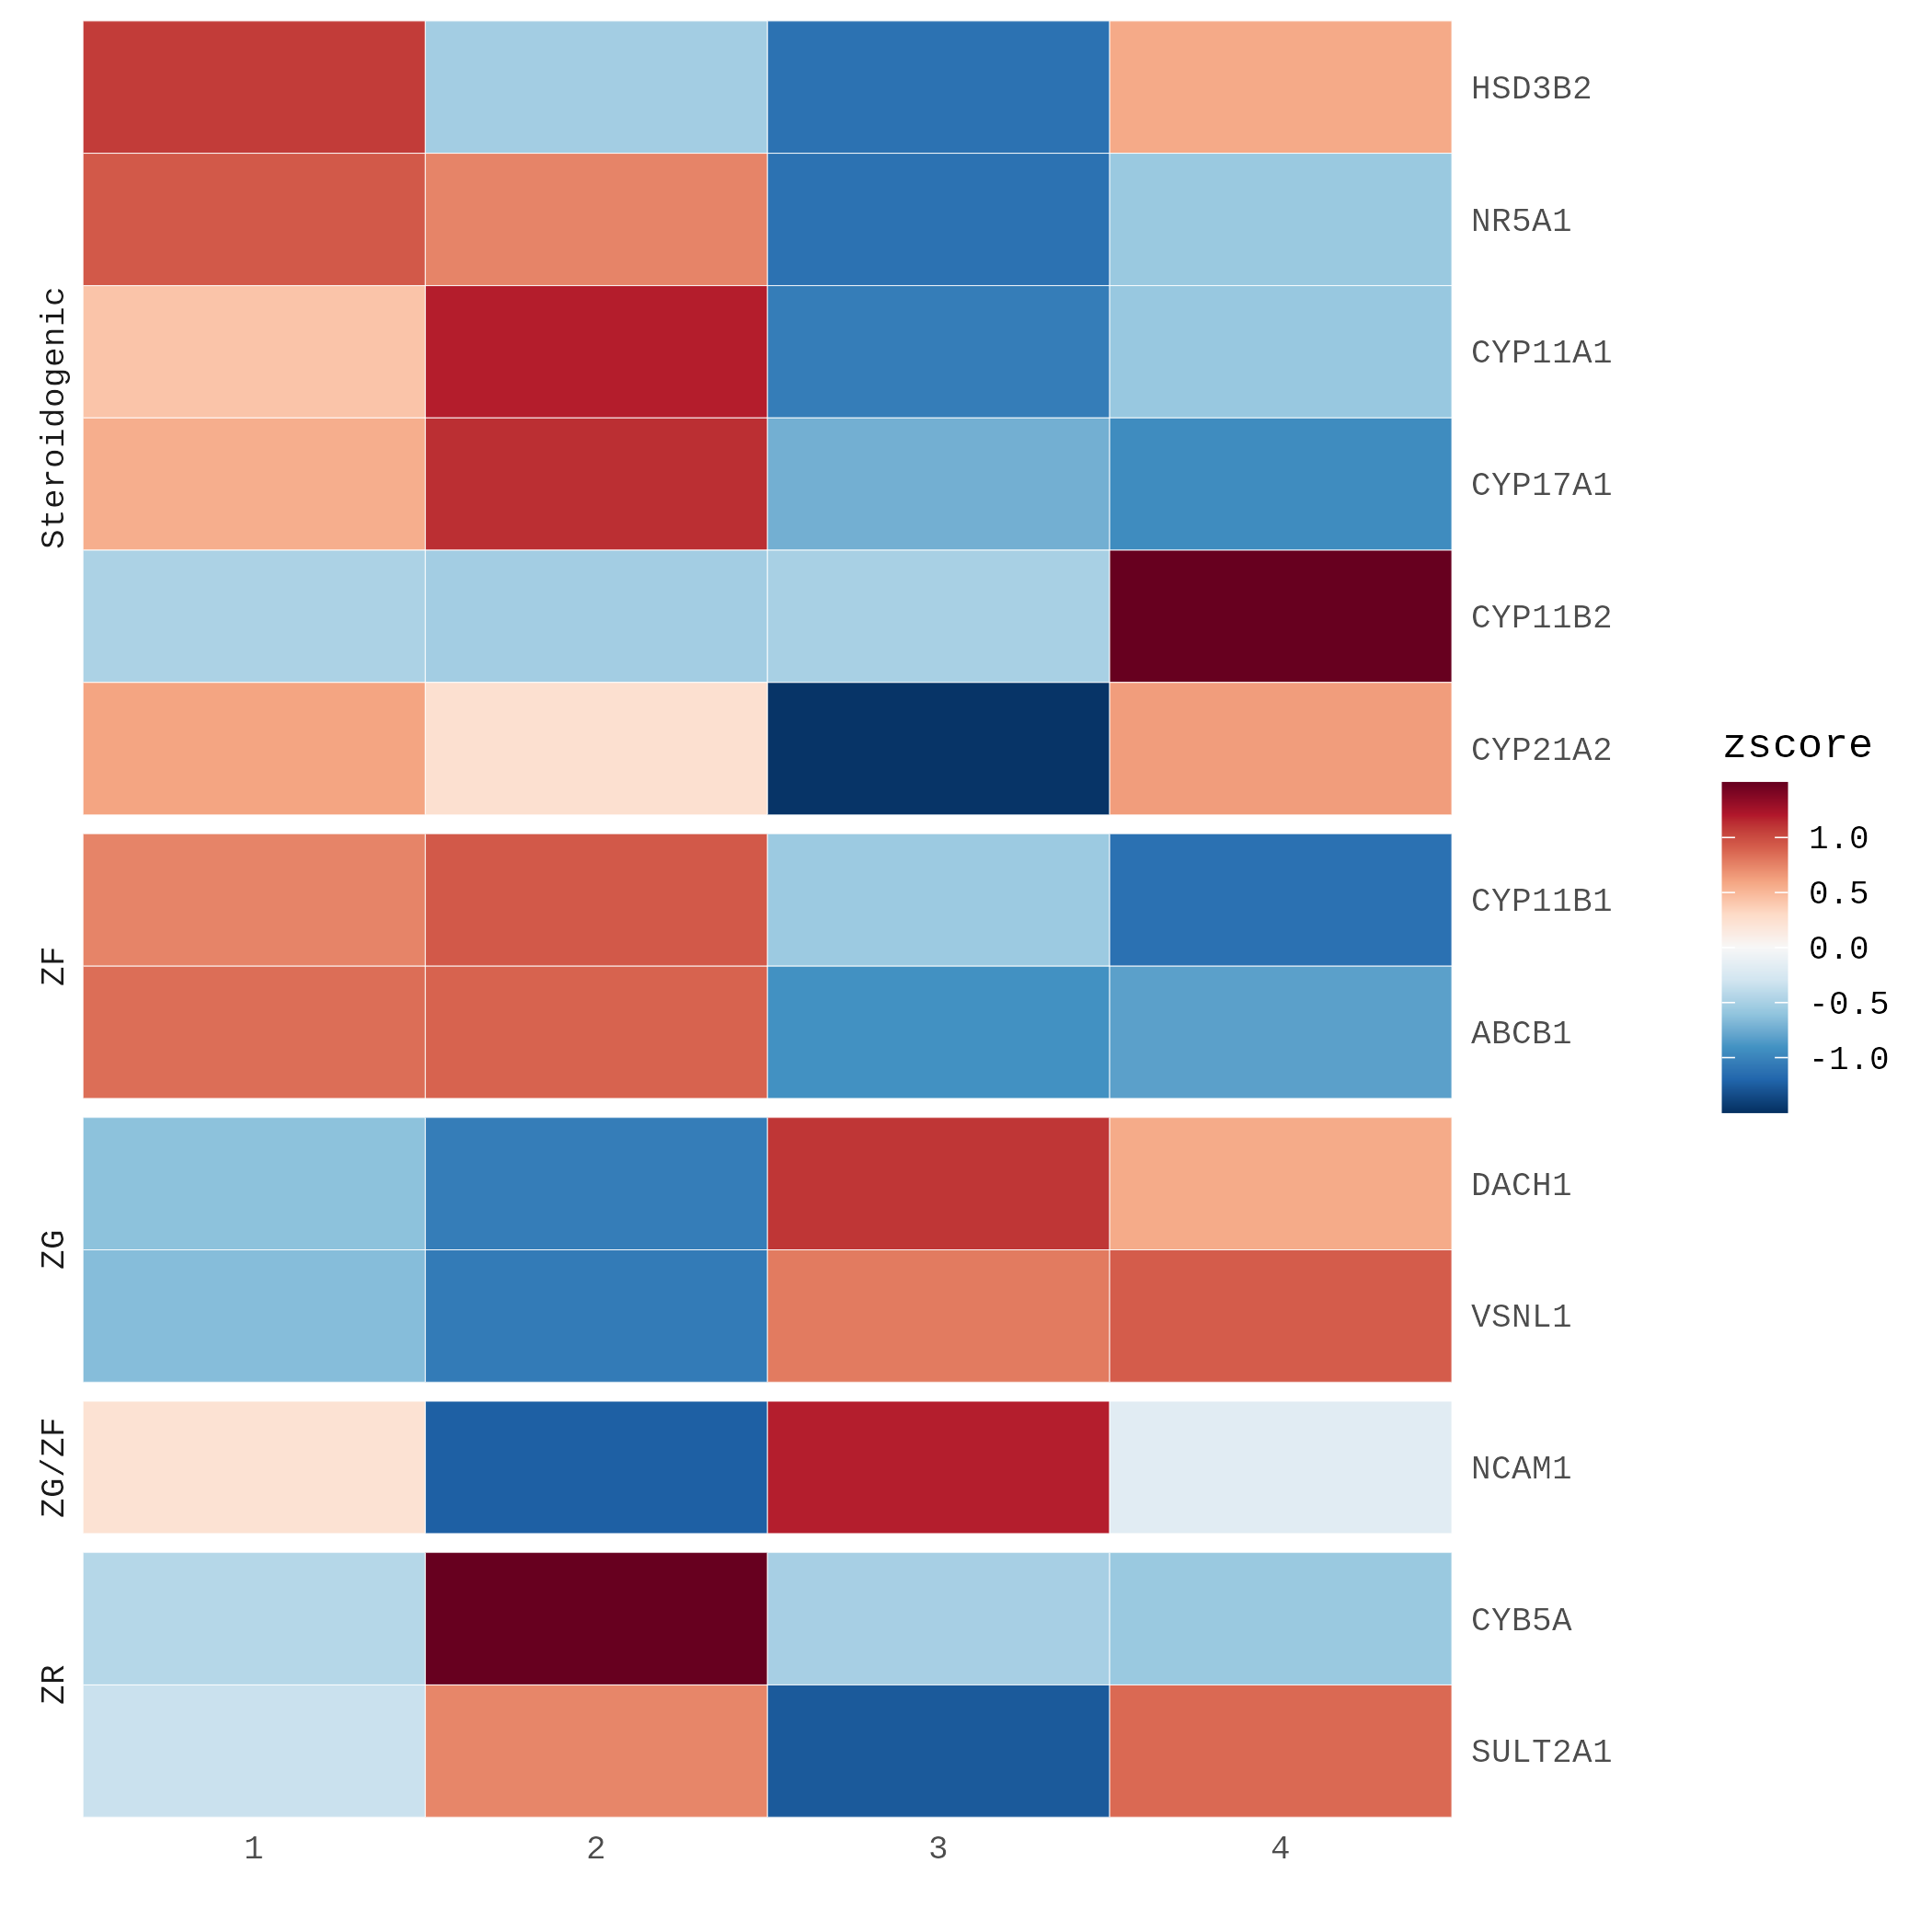 Steroidogenic
HSD3B2
NR5A1
CYP11A1
CYP17A1
CYP11B2
CYP21A2
ZF
CYP11B1
ABCB1
ZG
DACH1
VSNL1
ZG/ZF
NCAM1
ZR
CYB5A
SULT2A1
1 2 3 4
zscore
1.0
0.5
0.0
-0.5
-1.0